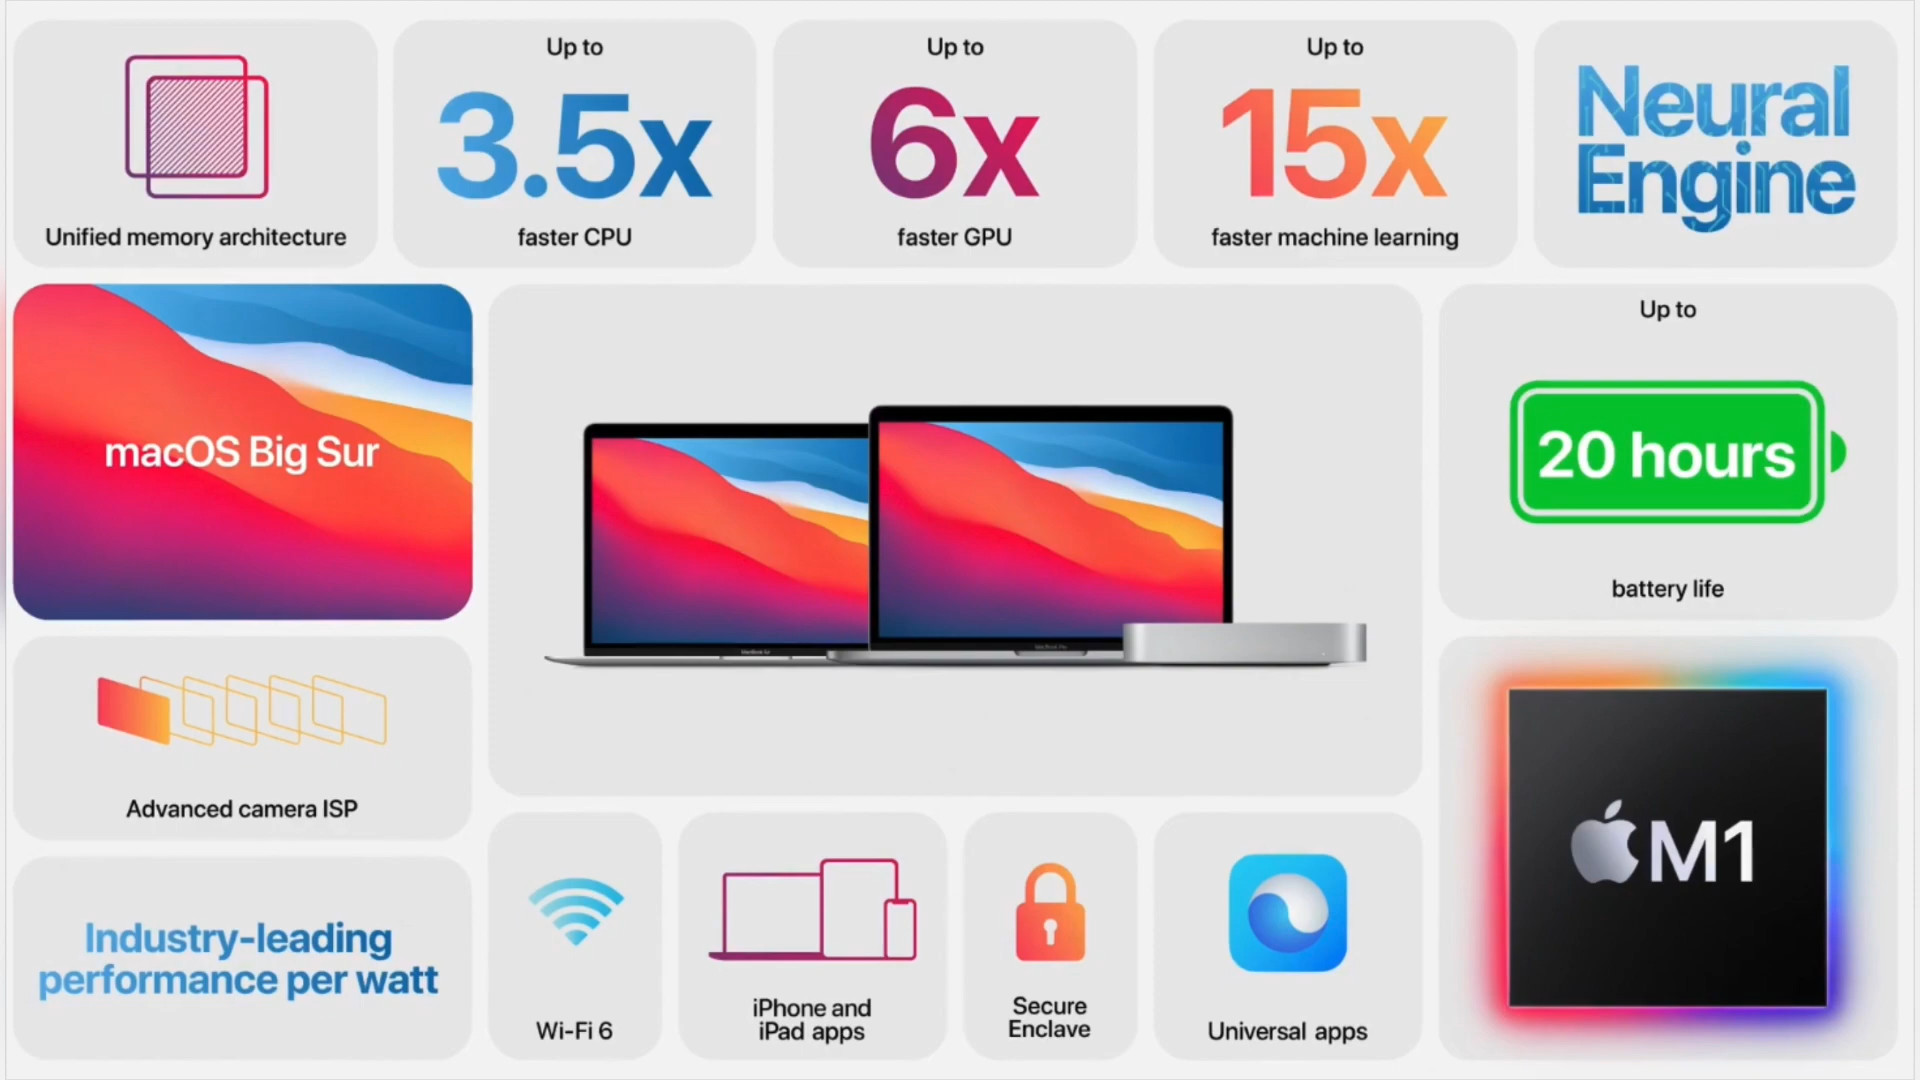 Unified memory architecture
Up to
3.5x
faster CPU
Up to
6x
faster GPU
Up to
15x
faster machine learning
Neural
Engine
macOS Big Sur
Up to
20 hours
battery life
Advanced camera ISP
M1
Industry-leading
performance per watt
Wi-Fi 6
iPhone and
iPad apps
Secure
Enclave
Universal apps